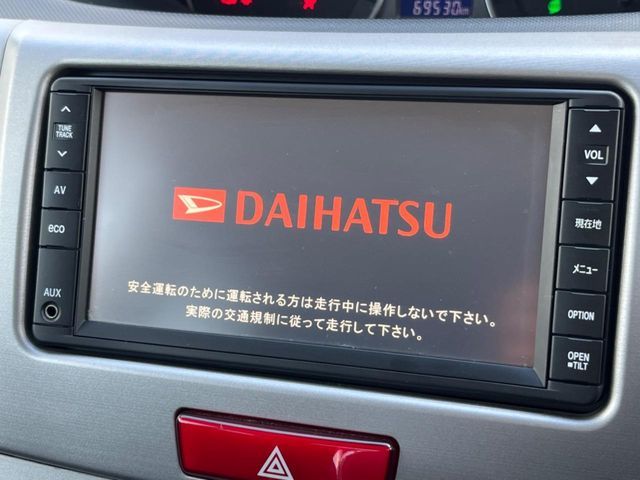 69530km
TUNE
TRACK
AV
eco
AUX
DAIHATSU
安全運転のために運転される方は走行中に操作しないで下さい。
実際の交通規制に従って走行して下さい。
VOL
現在地
メニュー
OPTION
OPEN
TILT